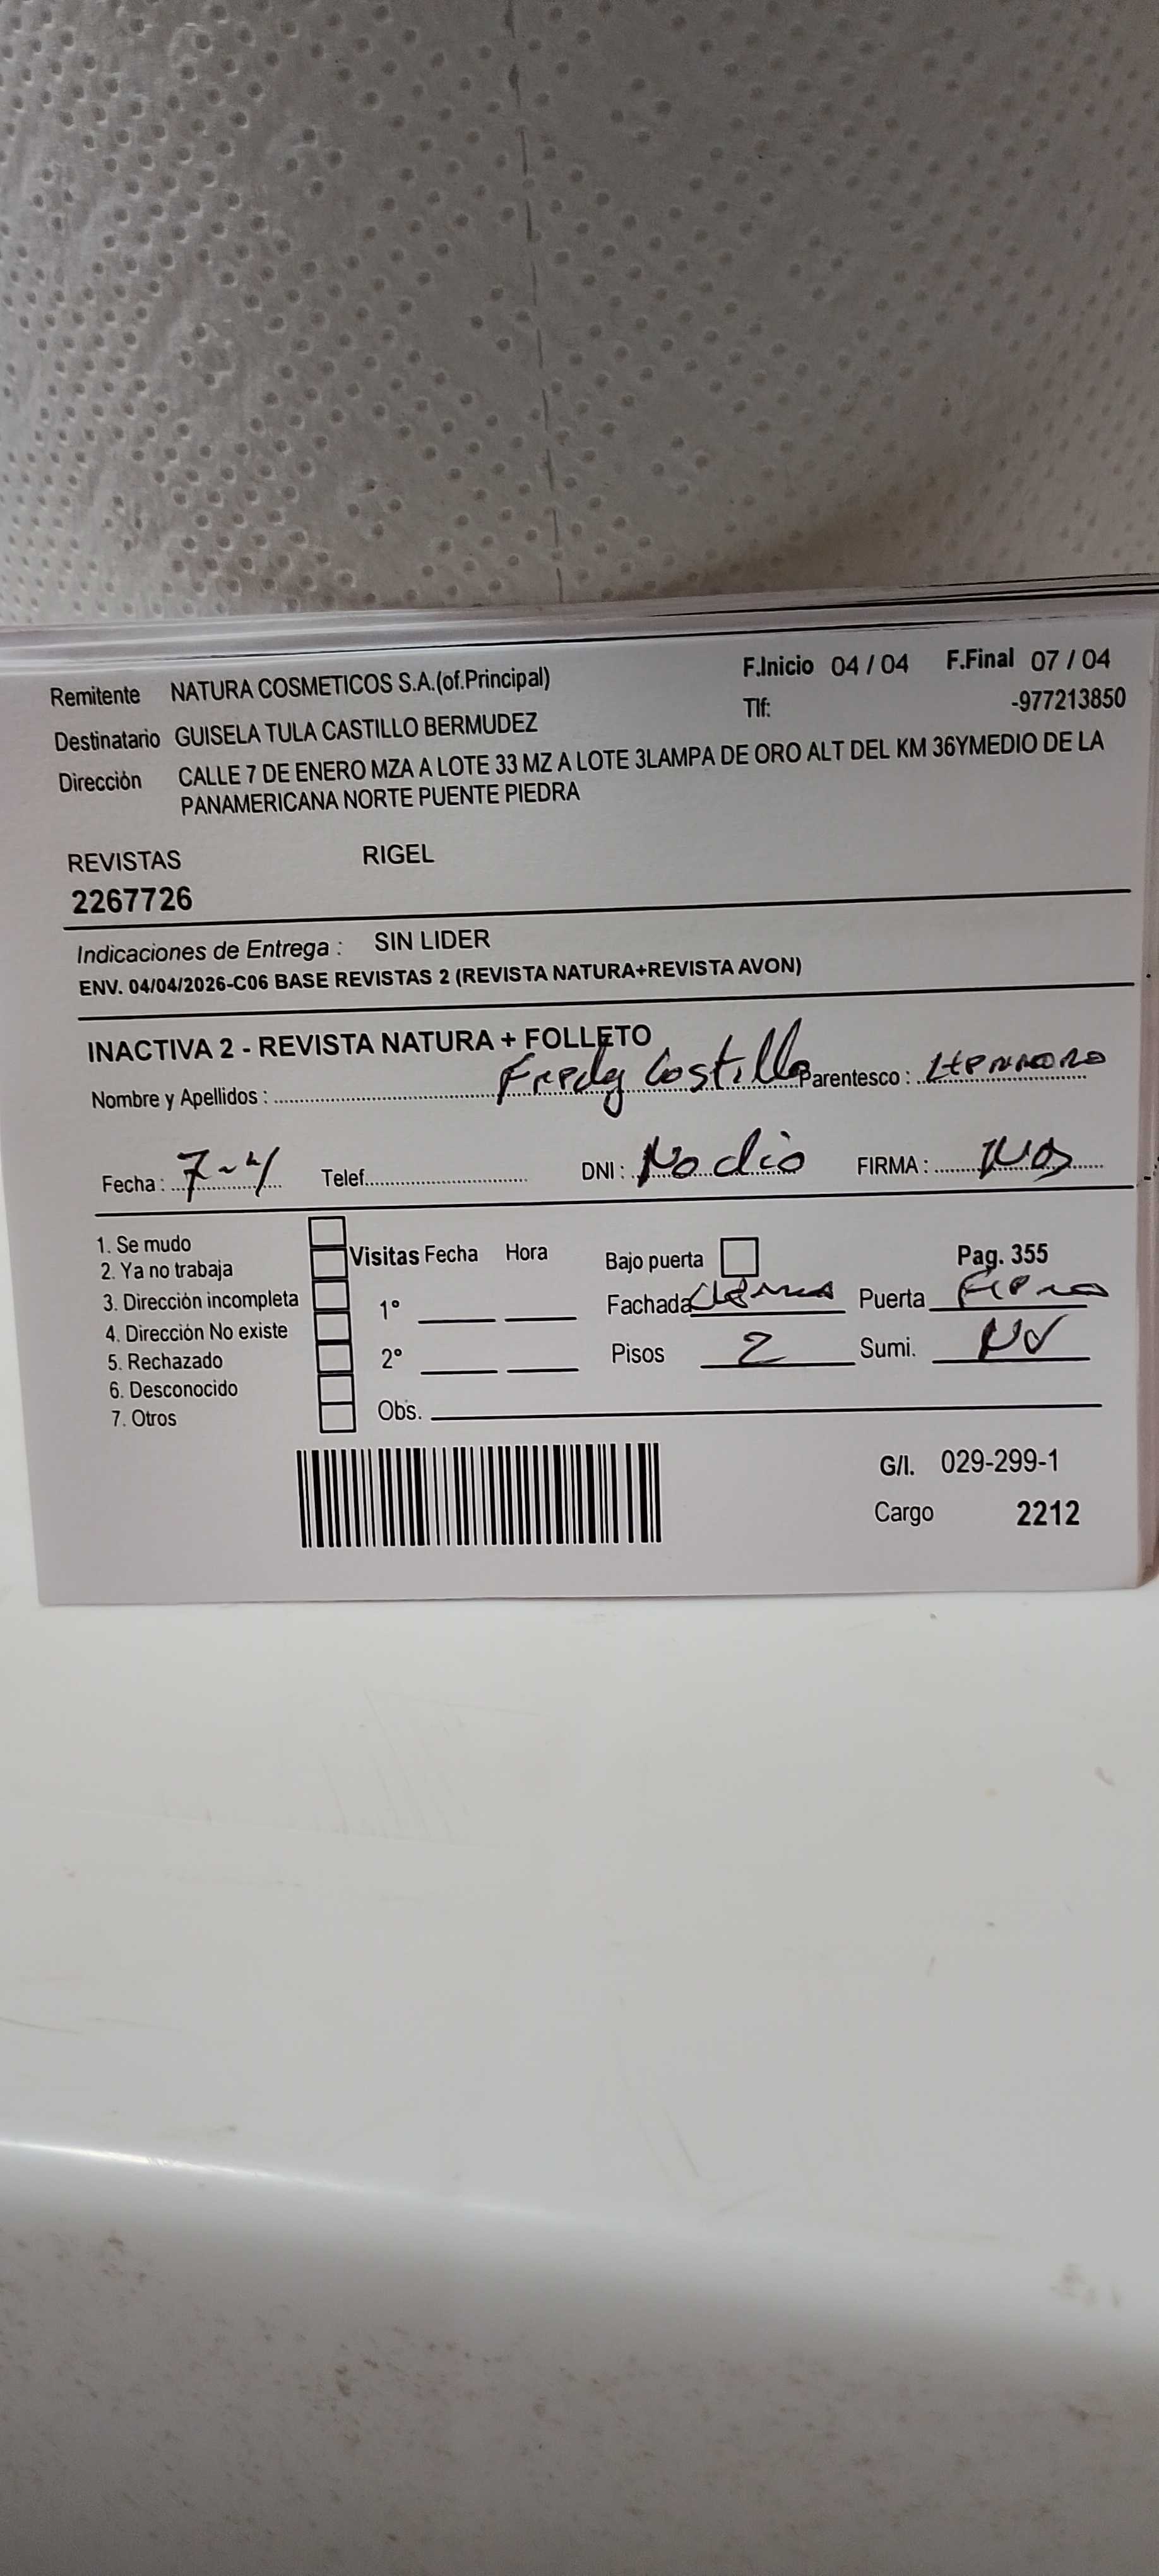 Remitente NATURA COSMETICOS S.A.(of.Principal) F.Inicio 04 / 04 F.Final 07 / 04
Destinatario GUISELA TULA CASTILLO BERMUDEZ Tlf: -977213850
Dirección CALLE 7 DE ENERO MZA A LOTE 33 MZ A LOTE 3LAMPA DE ORO ALT DEL KM 36YMEDIO DE LA
PANAMERICANA NORTE PUENTE PIEDRA
REVISTAS RIGEL
2267726
Indicaciones de Entrega : SIN LIDER
ENV. 04/04/2026-C06 BASE REVISTAS 2 (REVISTA NATURA+REVISTA AVON)
INACTIVA 2 - REVISTA NATURA + FOLLETO
Nombre y Apellidos : Fredy Castillo Parentesco : Hermano
Fecha : 7-4 Telef. DNI : No dio FIRMA :
1. Se mudo
2. Ya no trabaja
3. Dirección incompleta
4. Dirección No existe
5. Rechazado
6. Desconocido
7. Otros
Visitas Fecha Hora
1°
2°
Obs.
Bajo puerta Pag. 355
Fachada Crema Puerta Fierro
Pisos 2 Sumi. No
G/I. 029-299-1
Cargo 2212